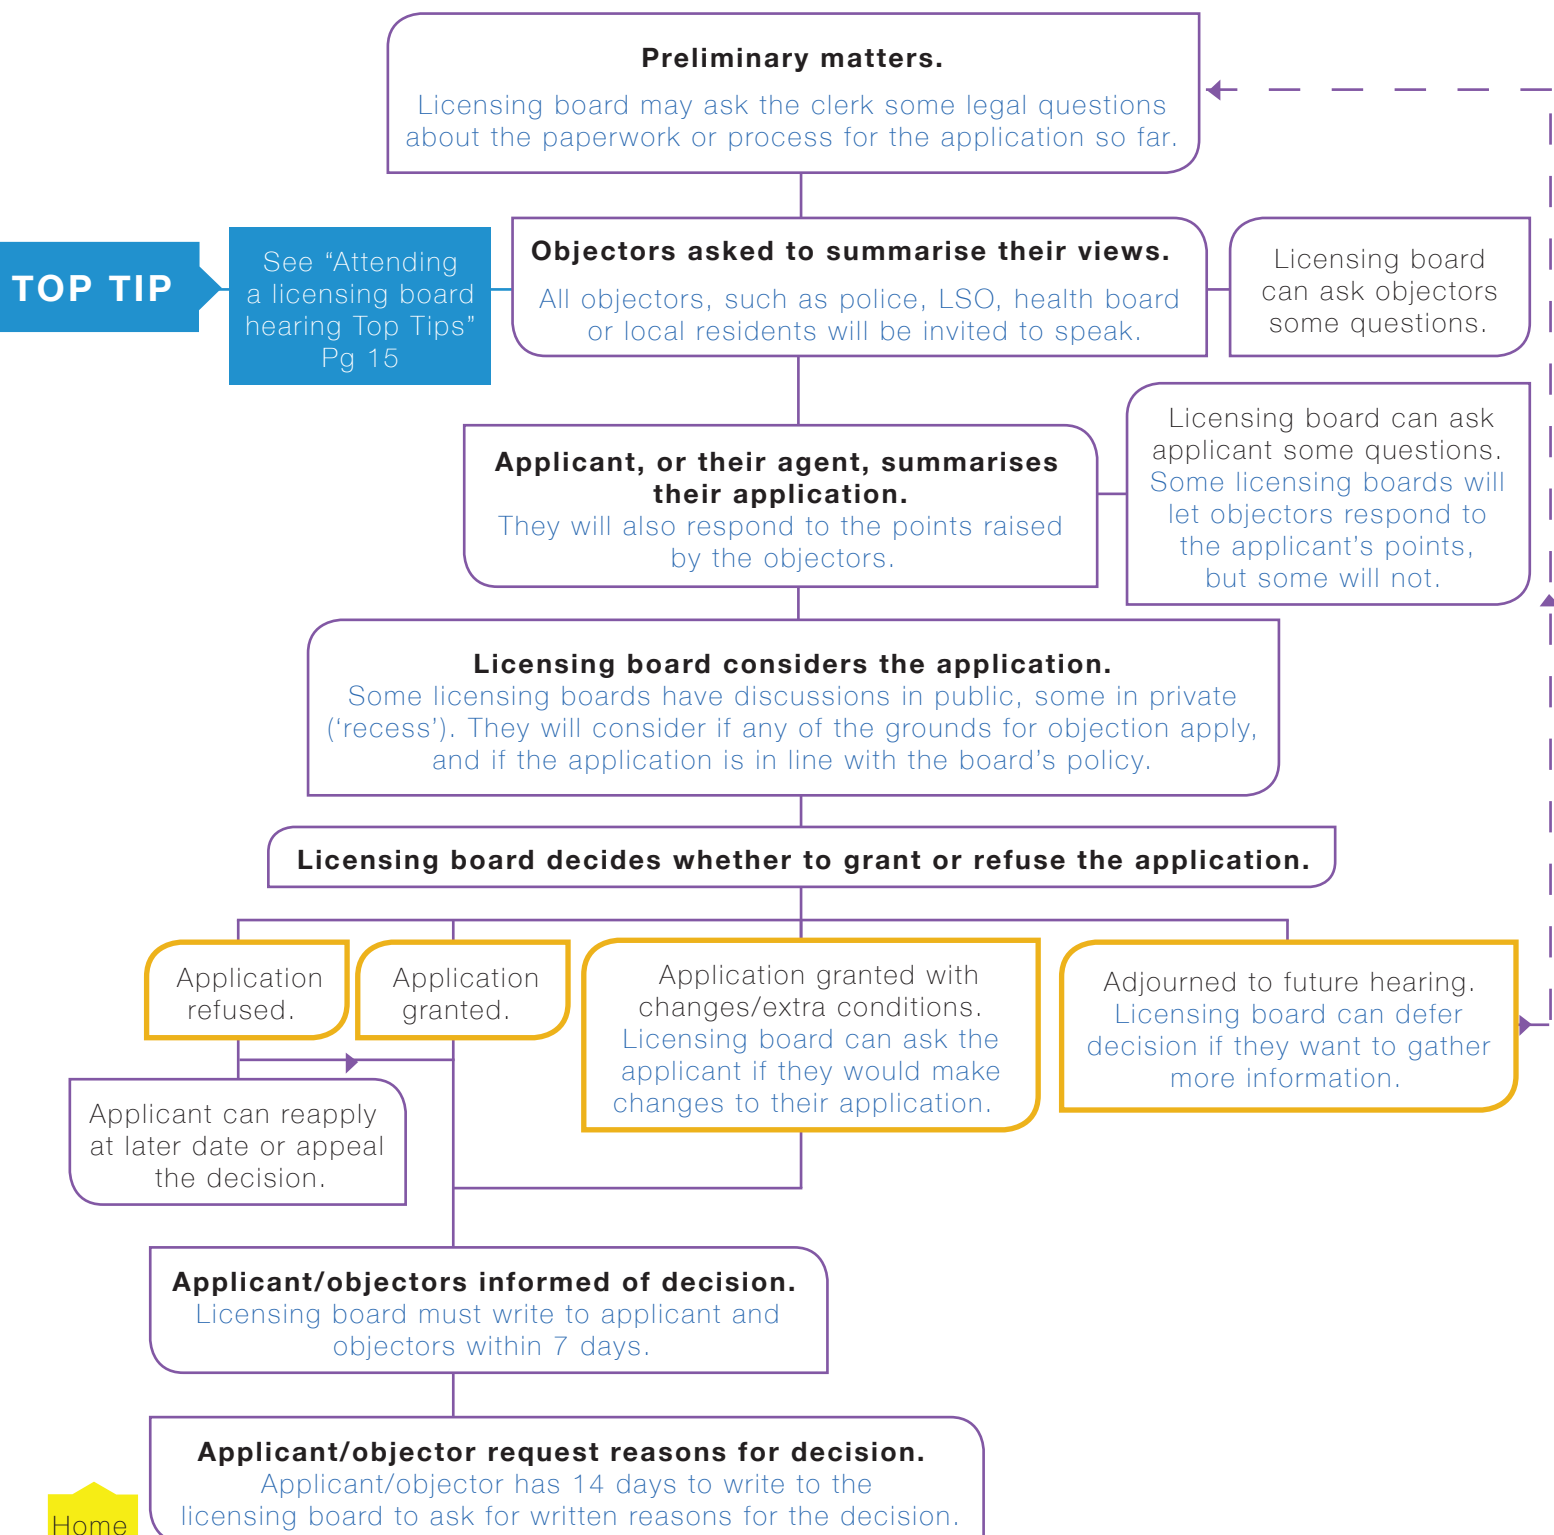 Preliminary matters.
Licensing board may ask the clerk some legal questions
about the paperwork or process for the application so far.
TOP TIP
See “Attending
a licensing board
hearing Top Tips”
Pg 15
Objectors asked to summarise their views.
All objectors, such as police, LSO, health board
or local residents will be invited to speak.
Licensing board
can ask objectors
some questions.
Applicant, or their agent, summarises
their application.
They will also respond to the points raised
by the objectors.
Licensing board can ask
applicant some questions.
Some licensing boards will
let objectors respond to
the applicant’s points,
but some will not.
Licensing board considers the application.
Some licensing boards have discussions in public, some in private
(‘recess’). They will consider if any of the grounds for objection apply,
and if the application is in line with the board’s policy.
Licensing board decides whether to grant or refuse the application.
Application
refused.
Application
granted.
Application granted with
changes/extra conditions.
Licensing board can ask the
applicant if they would make
changes to their application.
Adjourned to future hearing.
Licensing board can defer
decision if they want to gather
more information.
Applicant can reapply
at later date or appeal
the decision.
Applicant/objectors informed of decision.
Licensing board must write to applicant and
objectors within 7 days.
Applicant/objector request reasons for decision.
Applicant/objector has 14 days to write to the
licensing board to ask for written reasons for the decision.
Home